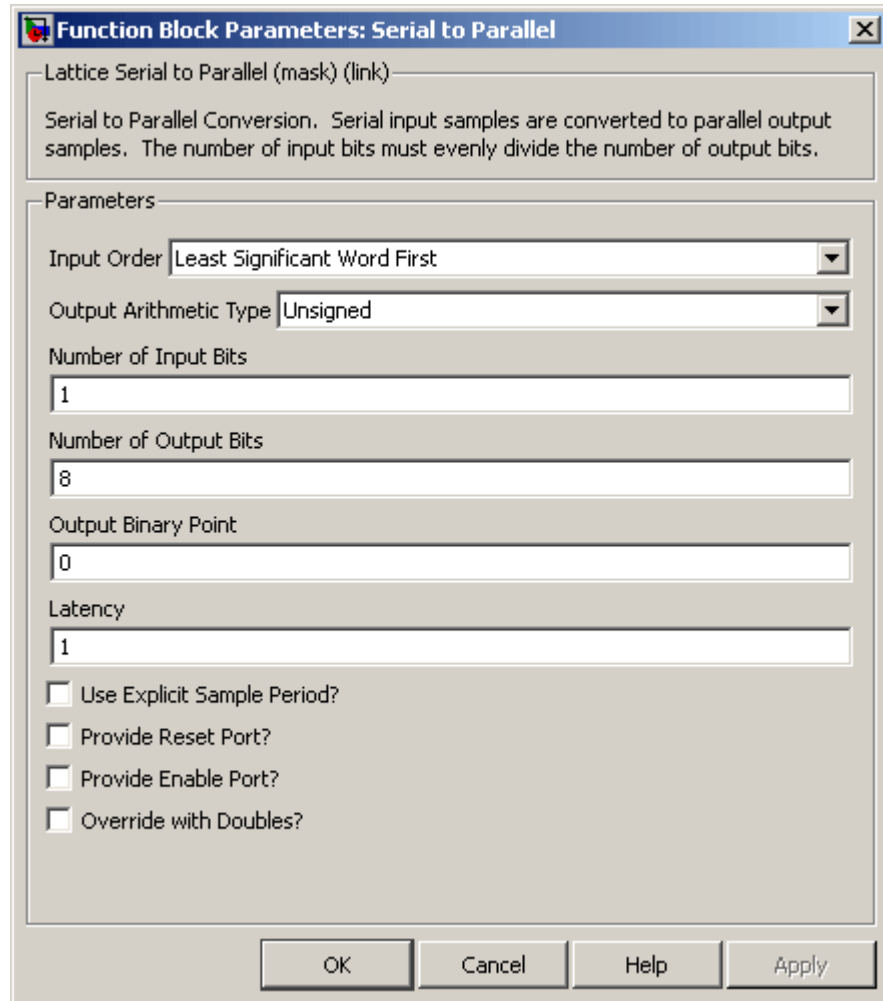 Function Block Parameters: Serial to Parallel
Lattice Serial to Parallel (mask) (link)
Serial to Parallel Conversion.  Serial input samples are converted to parallel output
samples.  The number of input bits must evenly divide the number of output bits.
Parameters
Input Order Least Significant Word First
Output Arithmetic Type Unsigned
Number of Input Bits
1
Number of Output Bits
8
Output Binary Point
0
Latency
1
Use Explicit Sample Period?
Provide Reset Port?
Provide Enable Port?
Override with Doubles?
OK Cancel Help Apply